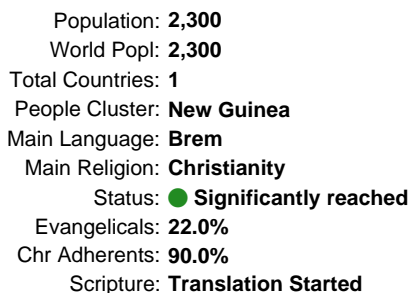 Population: 2,300
World Popl: 2,300
Total Countries: 1
People Cluster: New Guinea
Main Language: Brem
Main Religion: Christianity
Status: Significantly reached
Evangelicals: 22.0%
Chr Adherents: 90.0%
Scripture: Translation Started